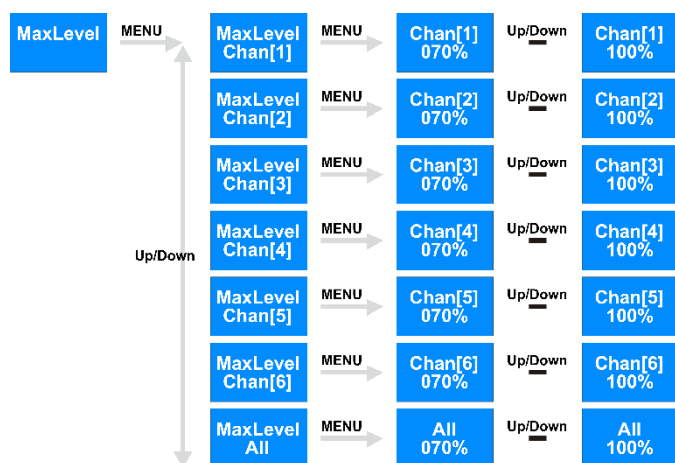 MaxLevel
MENU
MaxLevel
Chan[1]
MENU
Chan[1]
070%
Up/Down
Chan[1]
100%
MaxLevel
Chan[2]
MENU
Chan[2]
070%
Up/Down
Chan[2]
100%
MaxLevel
Chan[3]
MENU
Chan[3]
070%
Up/Down
Chan[3]
100%
Up/Down
MaxLevel
Chan[4]
MENU
Chan[4]
070%
Up/Down
Chan[4]
100%
MaxLevel
Chan[5]
MENU
Chan[5]
070%
Up/Down
Chan[5]
100%
MaxLevel
Chan[6]
MENU
Chan[6]
070%
Up/Down
Chan[6]
100%
MaxLevel
All
MENU
All
070%
Up/Down
All
100%